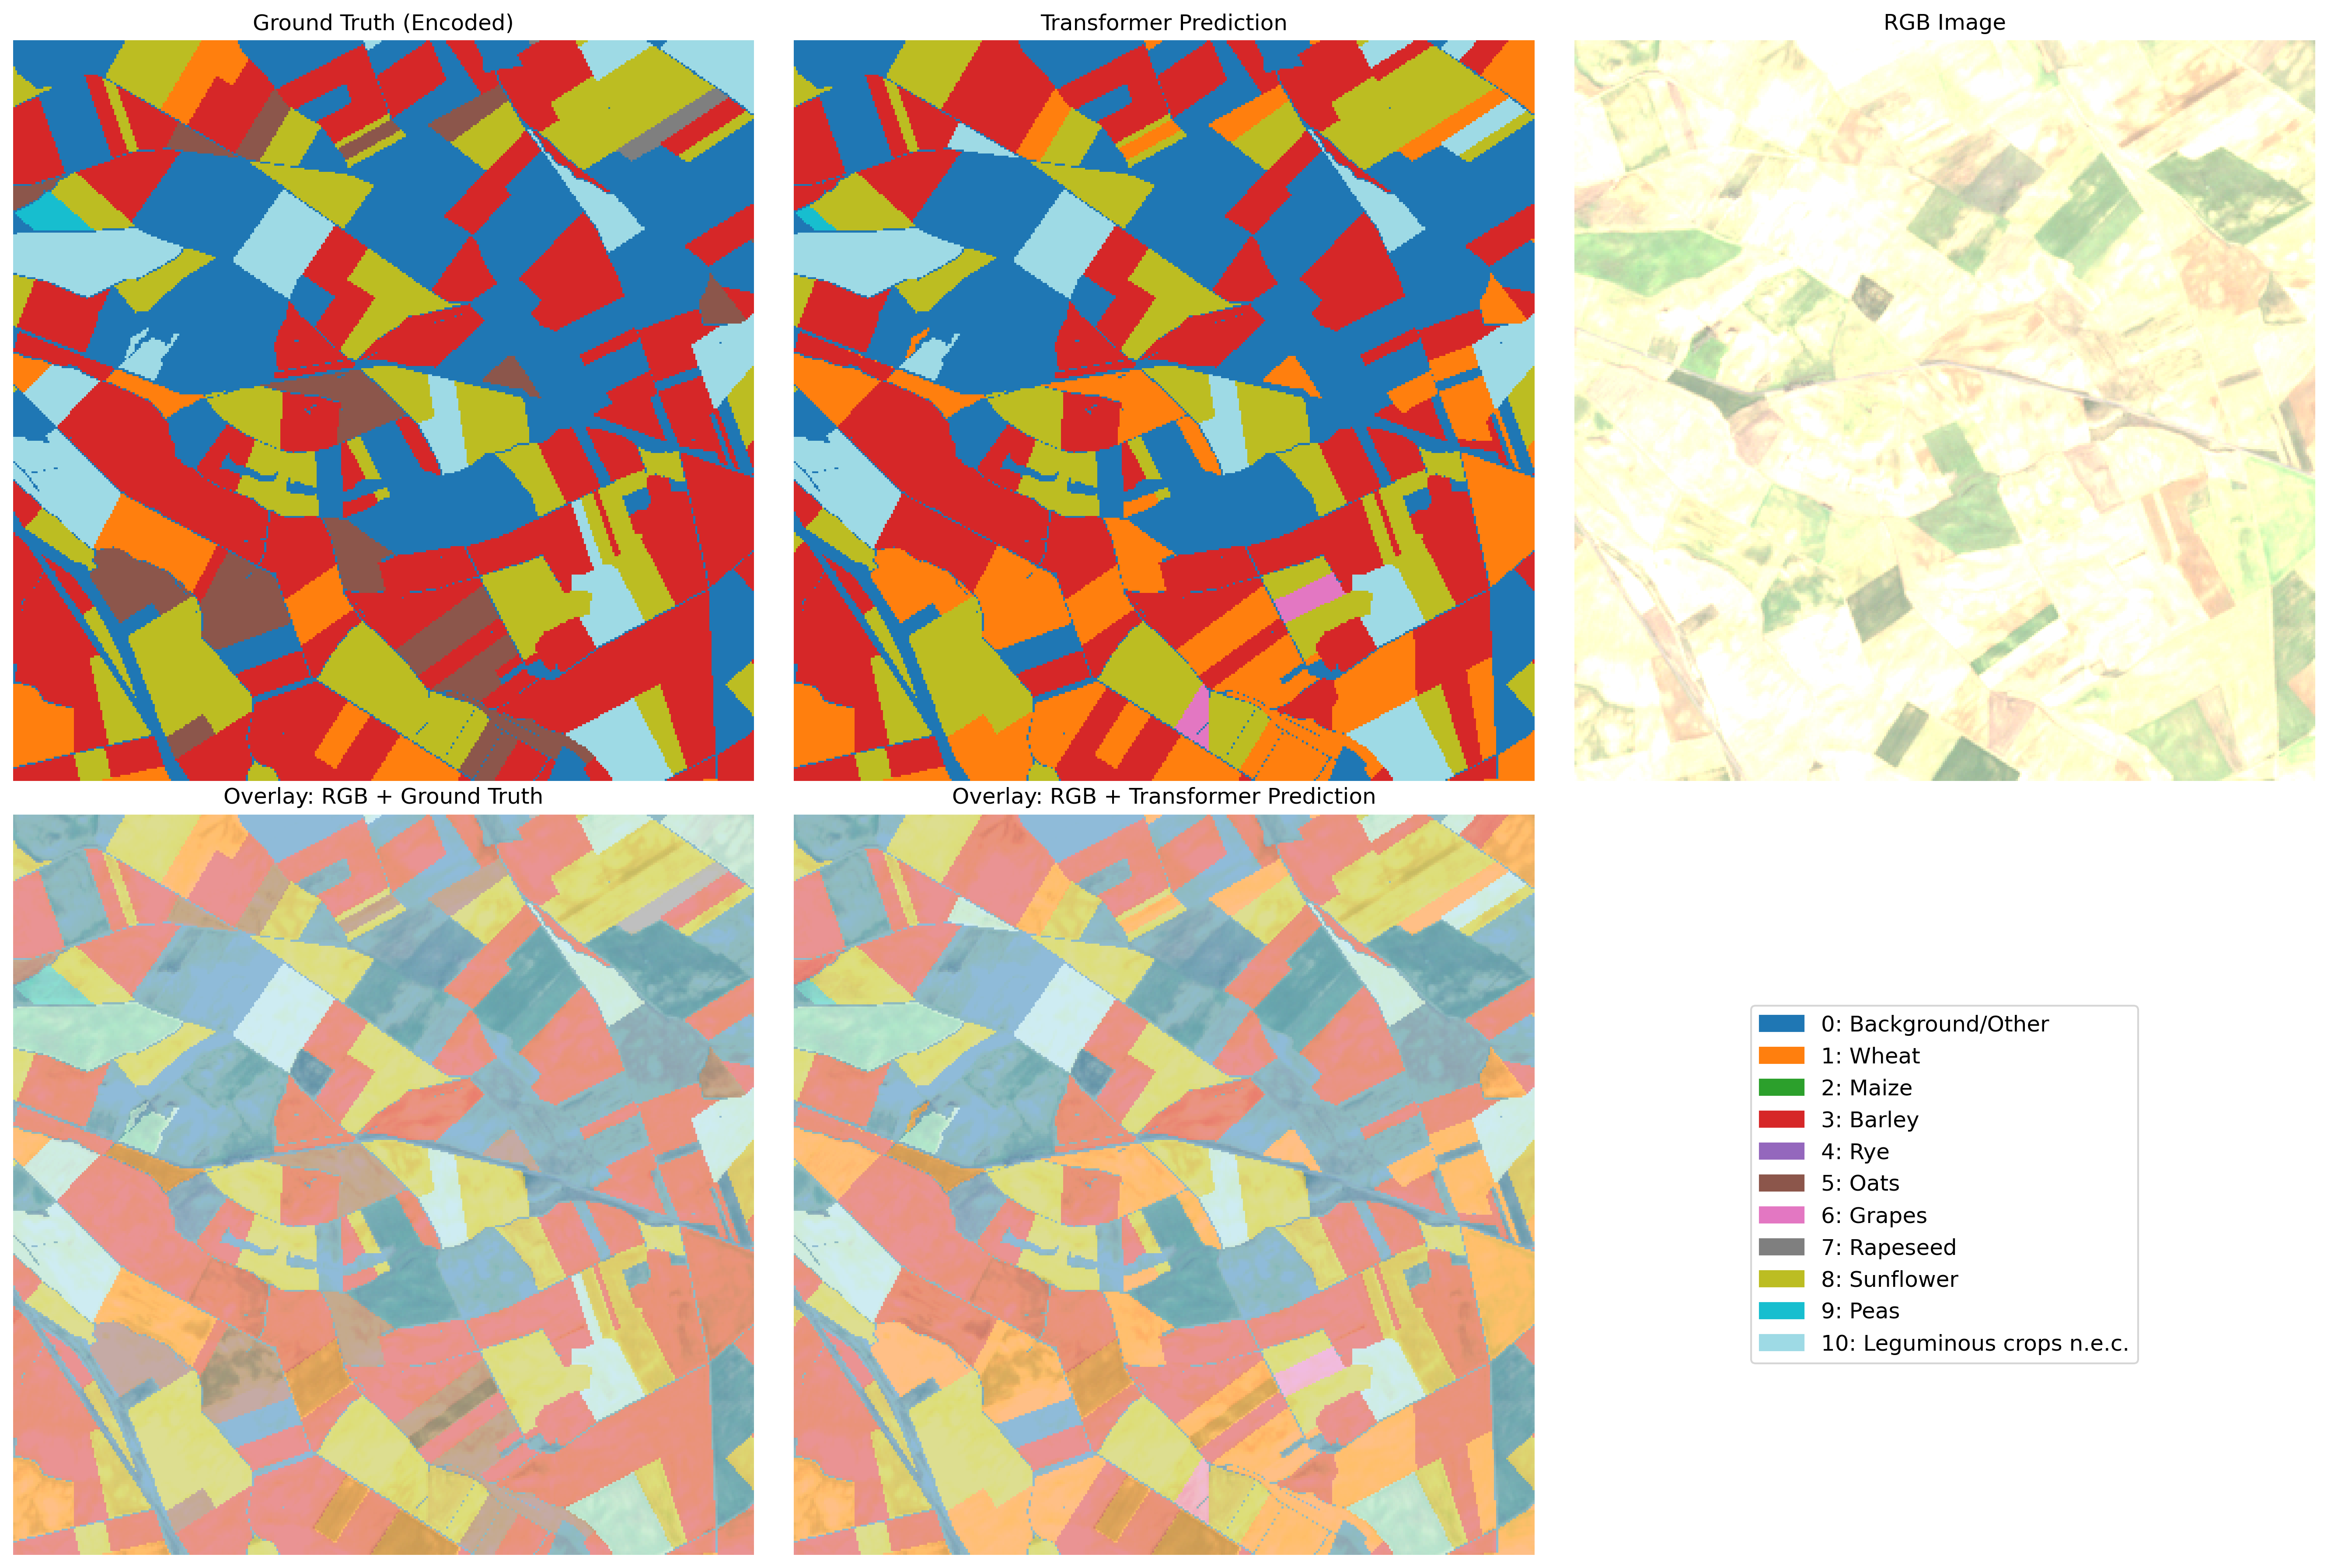 Ground Truth (Encoded)
Transformer Prediction
RGB Image
Overlay: RGB + Ground Truth
Overlay: RGB + Transformer Prediction
0: Background/Other
1: Wheat
2: Maize
3: Barley
4: Rye
5: Oats
6: Grapes
7: Rapeseed
8: Sunflower
9: Peas
10: Leguminous crops n.e.c.